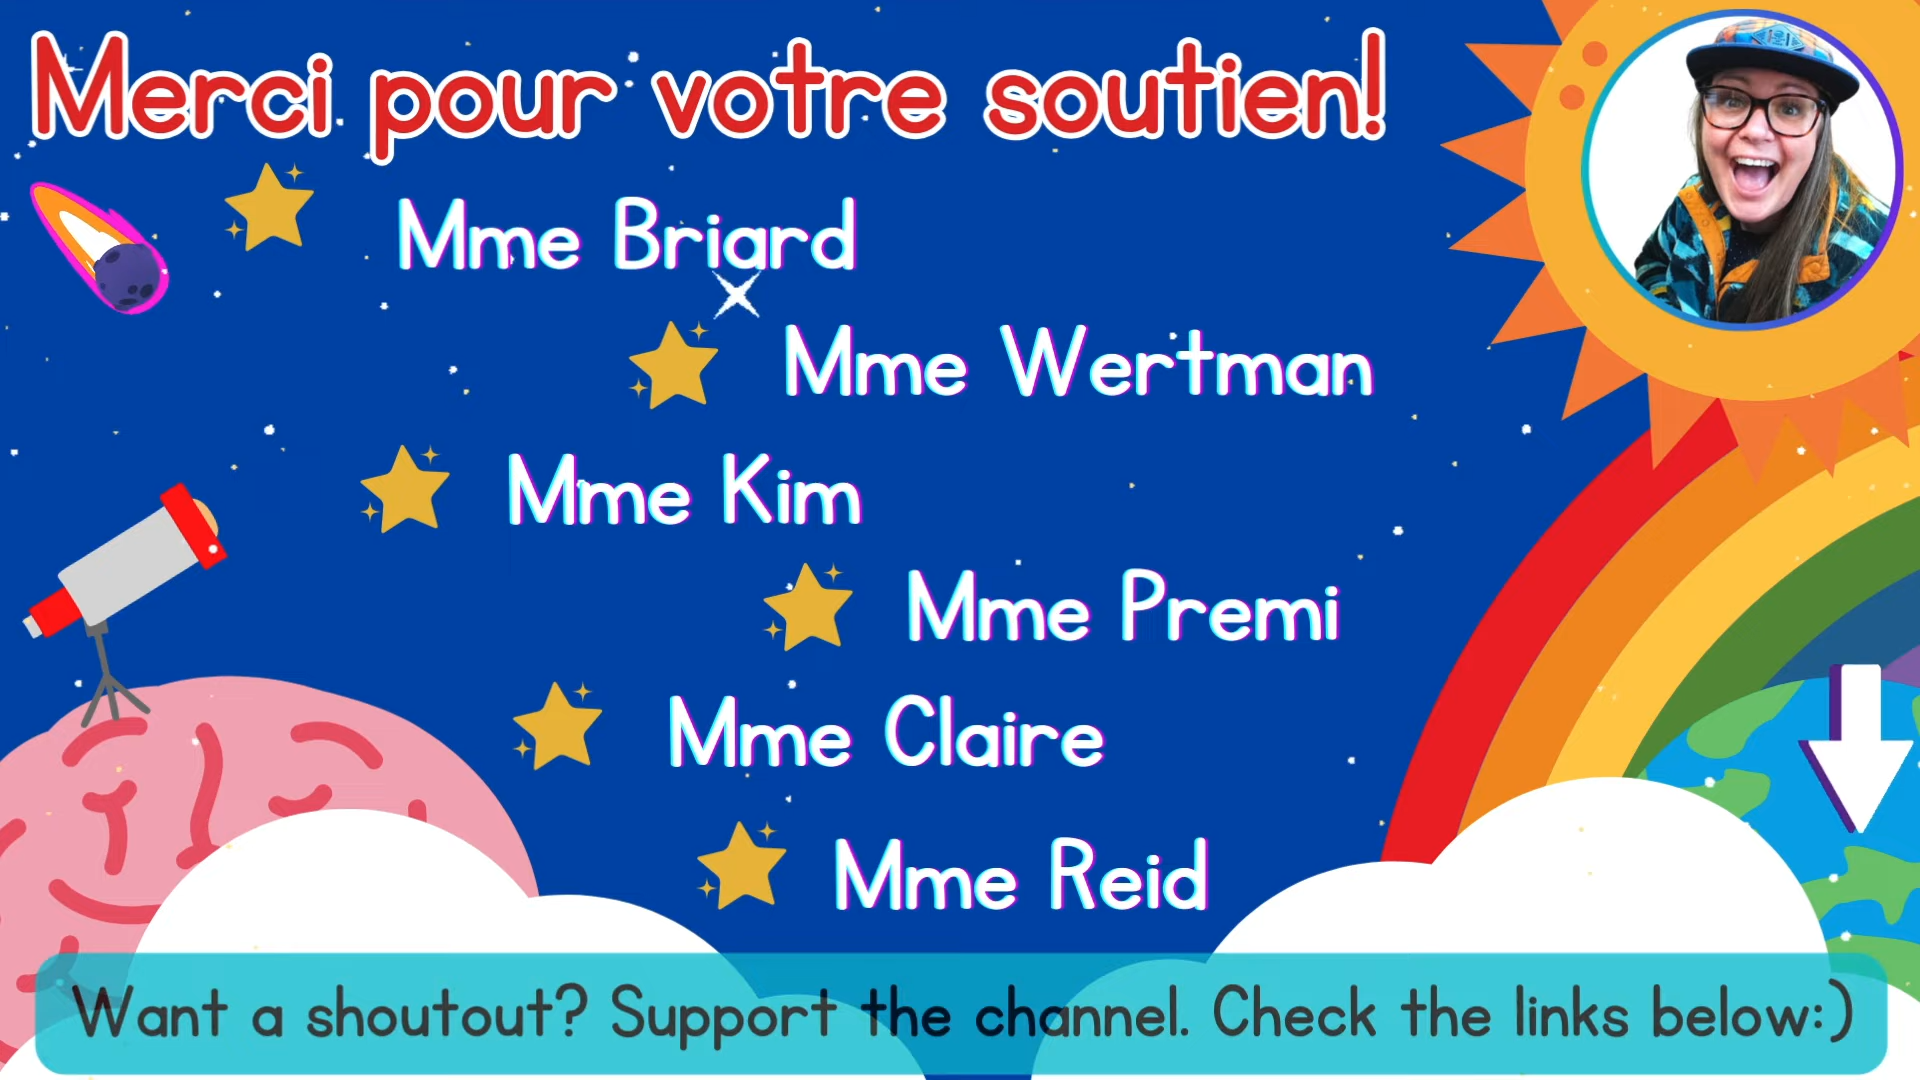 Merci pour votre soutien!
Mme Briard
Mme Wertman
Mme Kim
Mme Premi
Mme Claire
Mme Reid
Want a shoutout? Support the channel. Check the links below:)